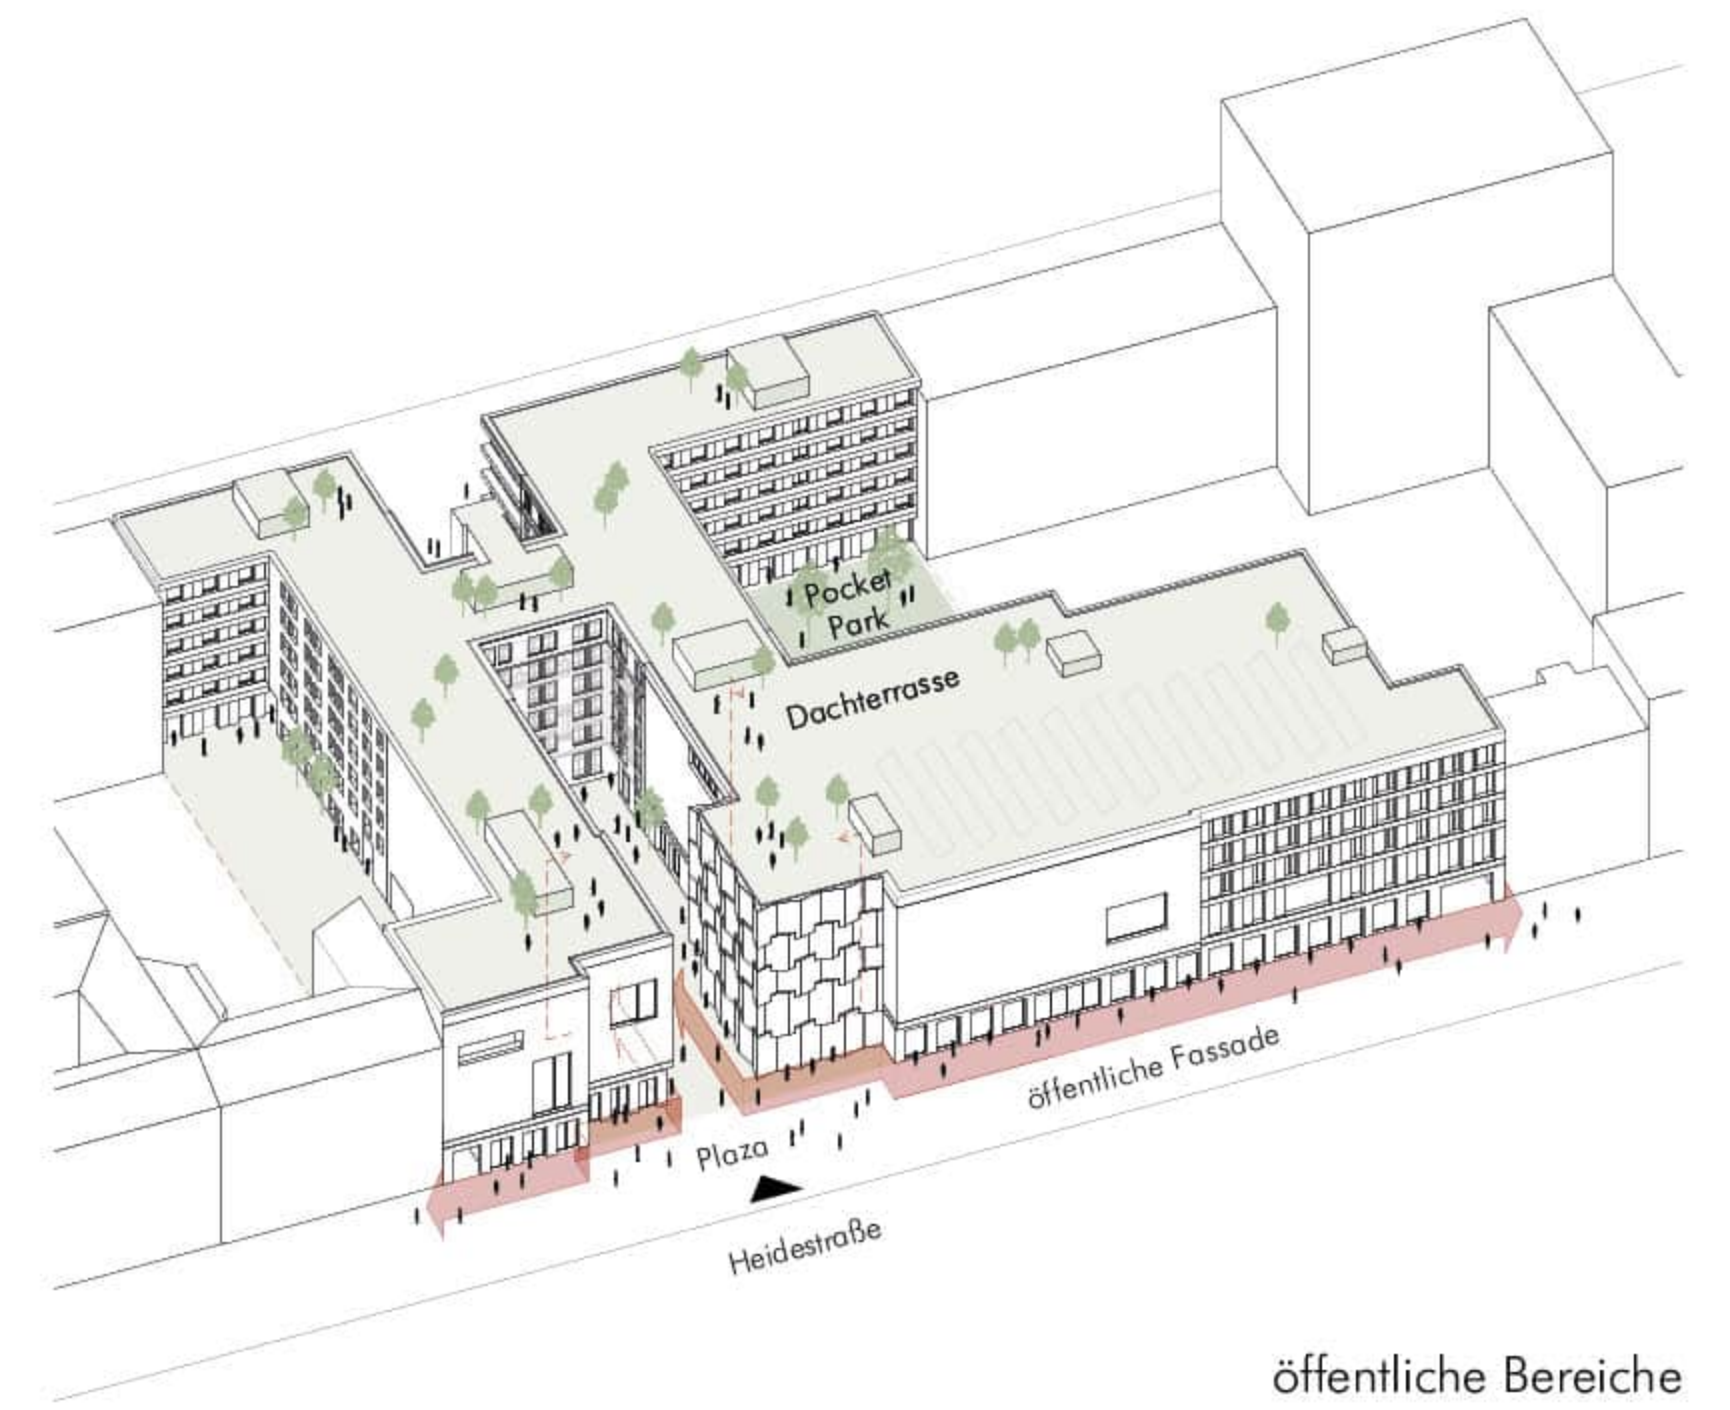 Pocket
Park
Dachterrasse
öffentliche Fassade
Plaza
Heidestraße
öffentliche Bereiche